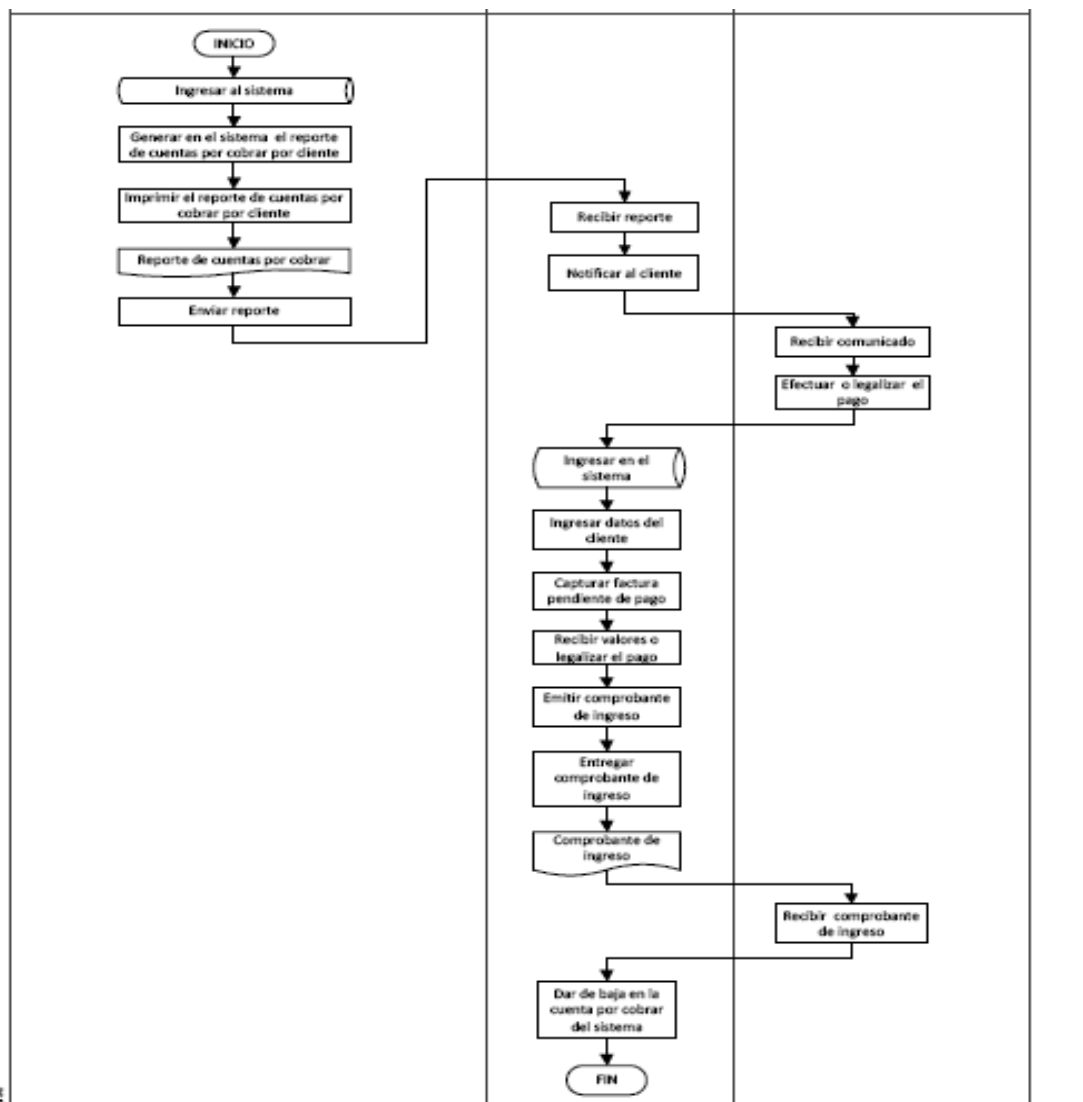 INICIO
Ingresar al sistema
Generar en el sistema el reporte
de cuentas por cobrar por cliente
Imprimir el reporte de cuentas por
cobrar por cliente
Reporte de cuentas por cobrar
Enviar reporte
Recibir reporte
Notificar al cliente
Recibir comunicado
Efectuar o legalizar el
pago
Ingresar en el
sistema
Ingresar datos del
cliente
Capturar factura
pendiente de pago
Recibir valores o
legalizar el pago
Emitir comprobante
de ingreso
Entregar
comprobante de
ingreso
Comprobante de
ingreso
Recibir comprobante
de ingreso
Dar de baja en la
cuenta por cobrar
del sistema
FIN